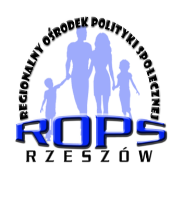 REGIONALNY OŚRODEK POLITYKI SPOŁECZNEJ
ROPS
RZESZÓW